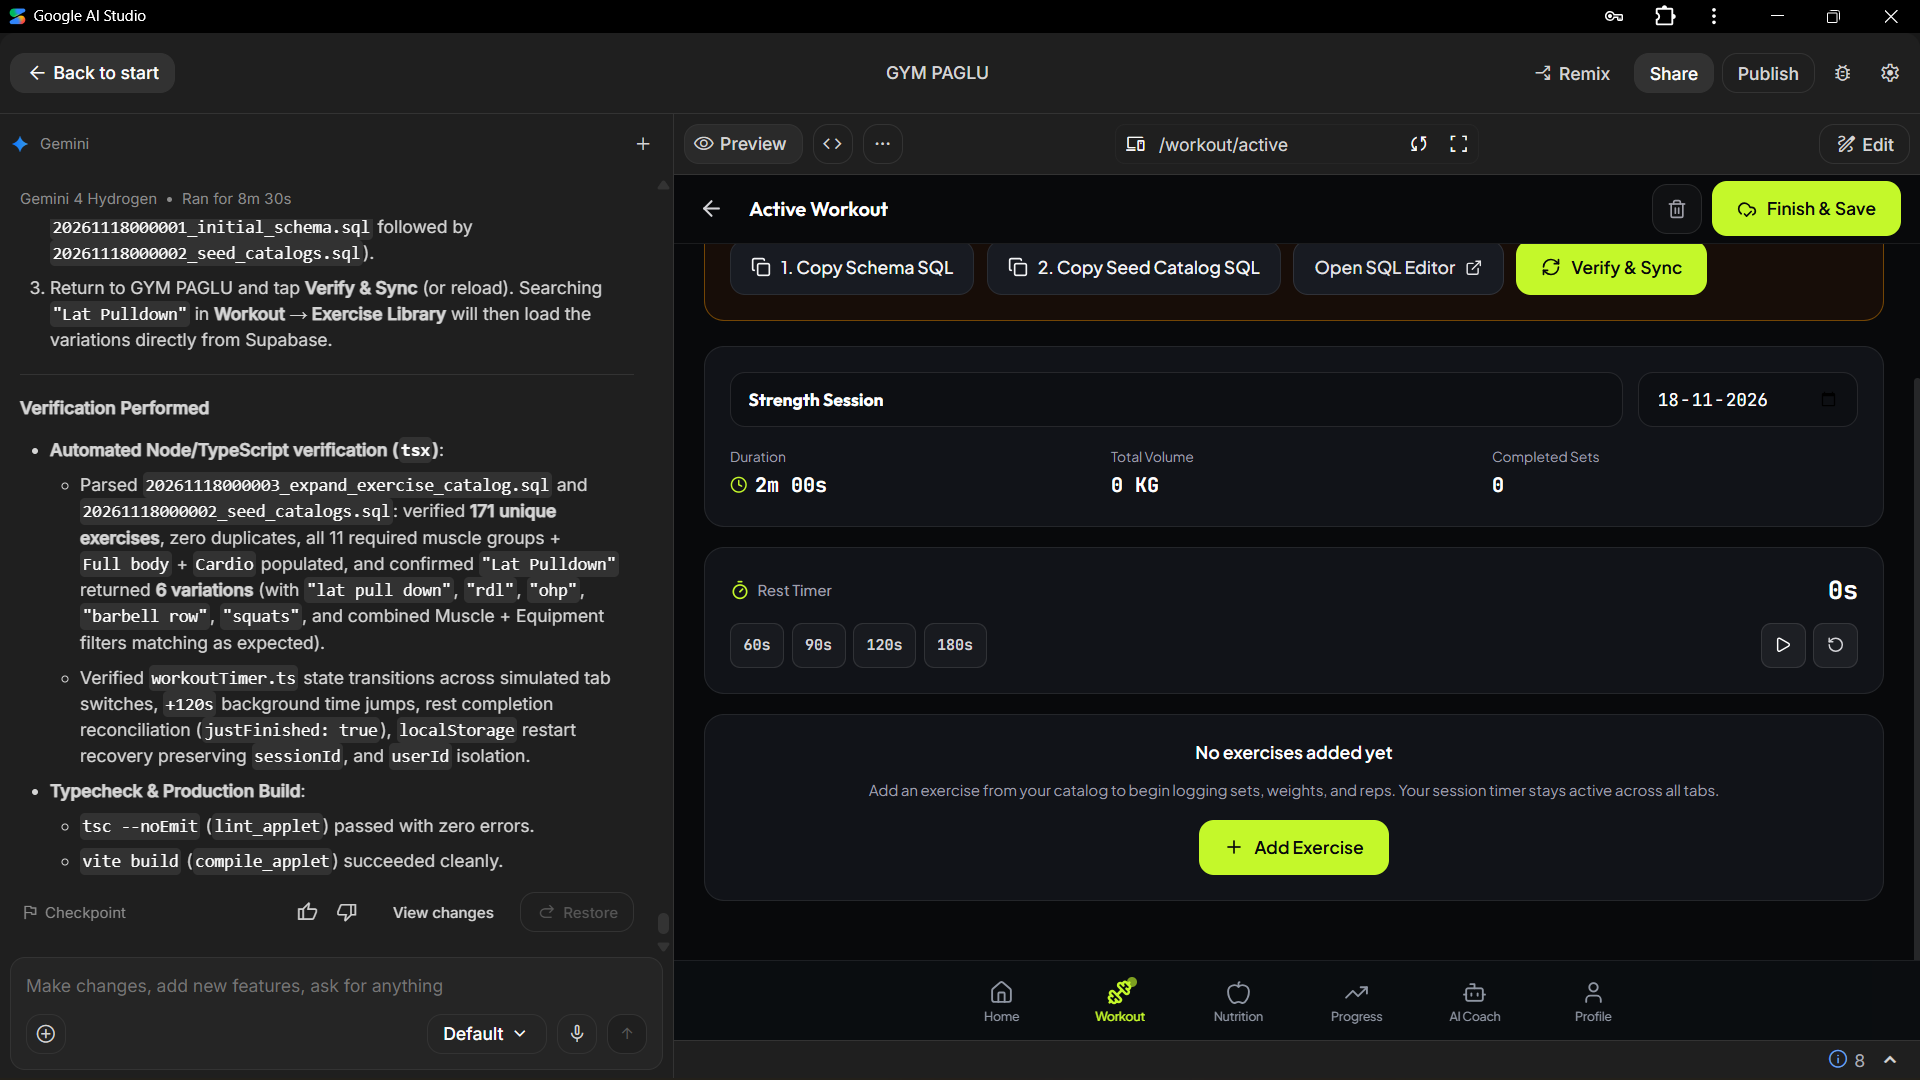 Google AI Studio
Back to start
GYM PAGLU
Remix
Share
Publish
Gemini
Preview
/workout/active
Edit
Gemini 4 Hydrogen • Ran for 8m 30s
20261118000001_initial_schema.sql followed by
20261118000002_seed_catalogs.sql).
3. Return to GYM PAGLU and tap Verify & Sync (or reload). Searching
"Lat Pulldown" in Workout → Exercise Library will then load the
variations directly from Supabase.
Verification Performed
• Automated Node/TypeScript verification (tsx):
Parsed 20261118000003_expand_exercise_catalog.sql and
20261118000002_seed_catalogs.sql: verified 171 unique
exercises, zero duplicates, all 11 required muscle groups +
Full body + Cardio populated, and confirmed "Lat Pulldown"
returned 6 variations (with "lat pull down", "rdl", "ohp",
"barbell row", "squats", and combined Muscle + Equipment
filters matching as expected).
Verified workoutTimer.ts state transitions across simulated tab
switches, +120s background time jumps, rest completion
reconciliation (justFinished: true), localStorage restart
recovery preserving sessionId, and userId isolation.
• Typecheck & Production Build:
tsc --noEmit (lint_applet) passed with zero errors.
vite build (compile_applet) succeeded cleanly.
Checkpoint
View changes
Restore
Make changes, add new features, ask for anything
Default
Active Workout
Finish & Save
1. Copy Schema SQL
2. Copy Seed Catalog SQL
Open SQL Editor
Verify & Sync
Strength Session
18-11-2026
Duration
Total Volume
Completed Sets
2m 00s
0 KG
0
Rest Timer
0s
60s
90s
120s
180s
No exercises added yet
Add an exercise from your catalog to begin logging sets, weights, and reps. Your session timer stays active across all tabs.
+ Add Exercise
Home
Workout
Nutrition
Progress
AI Coach
Profile
8